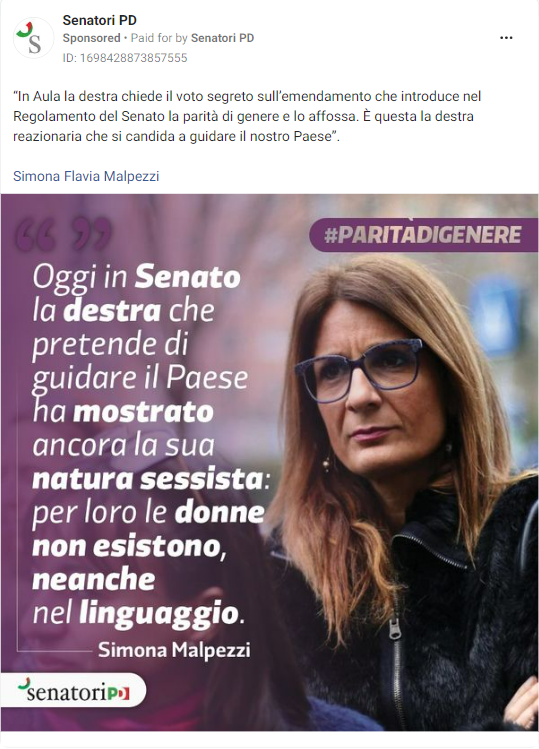 Senatori PD
Sponsored • Paid for by Senatori PD
ID: 1698428873857555
“In Aula la destra chiede il voto segreto sull’emendamento che introduce nel
Regolamento del Senato la parità di genere e lo affossa. È questa la destra
reazionaria che si candida a guidare il nostro Paese”.
Simona Flavia Malpezzi
“ ”
#PARITÀDIGENERE
Oggi in Senato
la destra che
pretende di
guidare il Paese
ha mostrato
ancora la sua
natura sessista:
per loro le donne
non esistono,
neanche
nel linguaggio.
Simona Malpezzi
senatoriPD